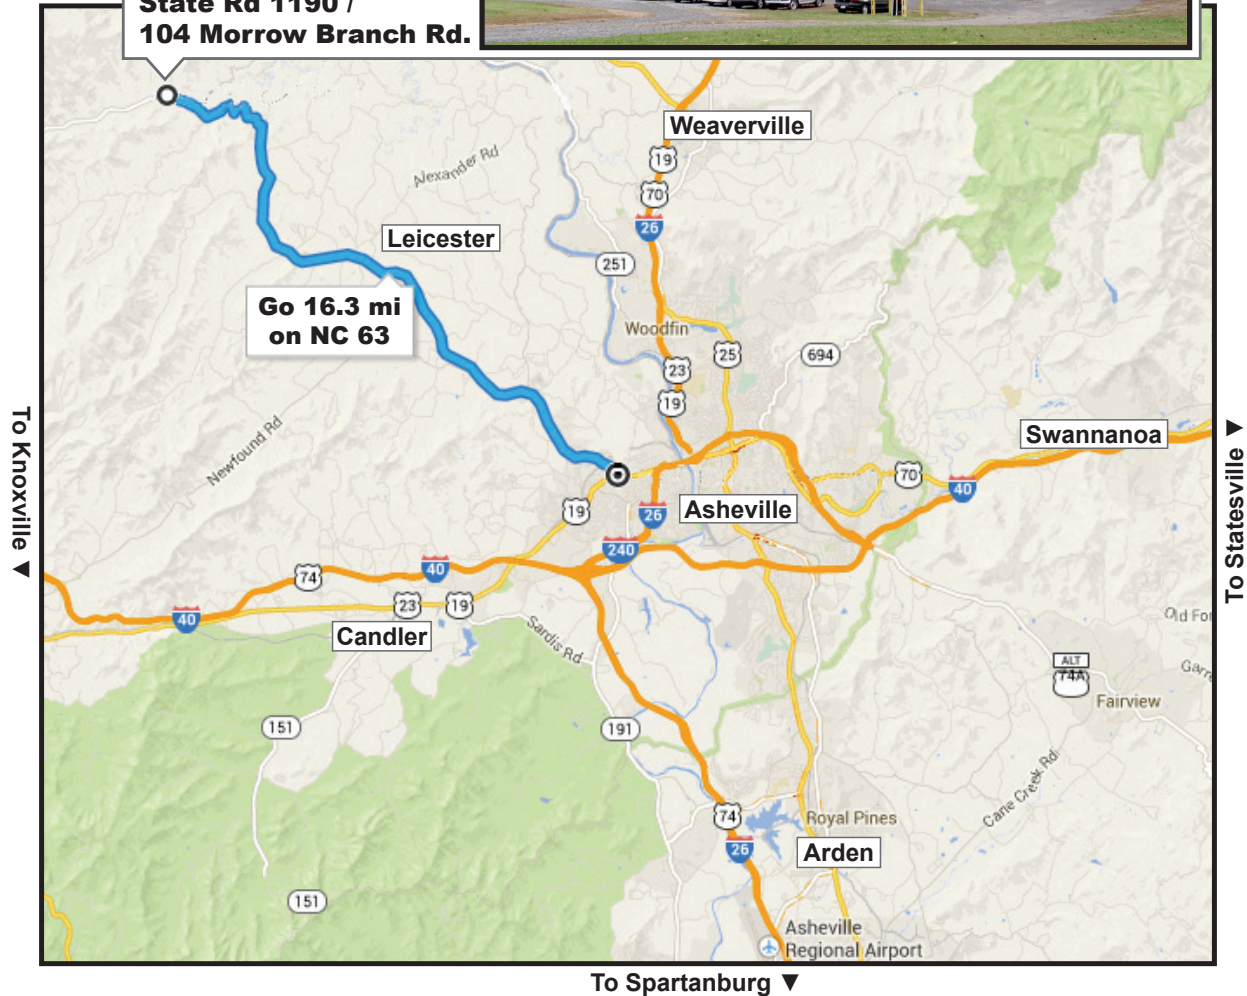 State Rd 1190 /
104 Morrow Branch Rd.
Weaverville
19
70
26
Alexander Rd
Leicester
251
Go 16.3 mi
on NC 63
Woodfin
25
694
23
19
To Knoxville ▼
Newfound Rd
Swannanoa
To Statesville ▼
70
40
19
26
Asheville
240
40
74
40
23
19
Candler
Sardis Rd
Old For
ALT
74A
Garre
Fairview
151
191
Cane Creek Rd
74
Royal Pines
26
Arden
151
Asheville
Regional Airport
To Spartanburg ▼